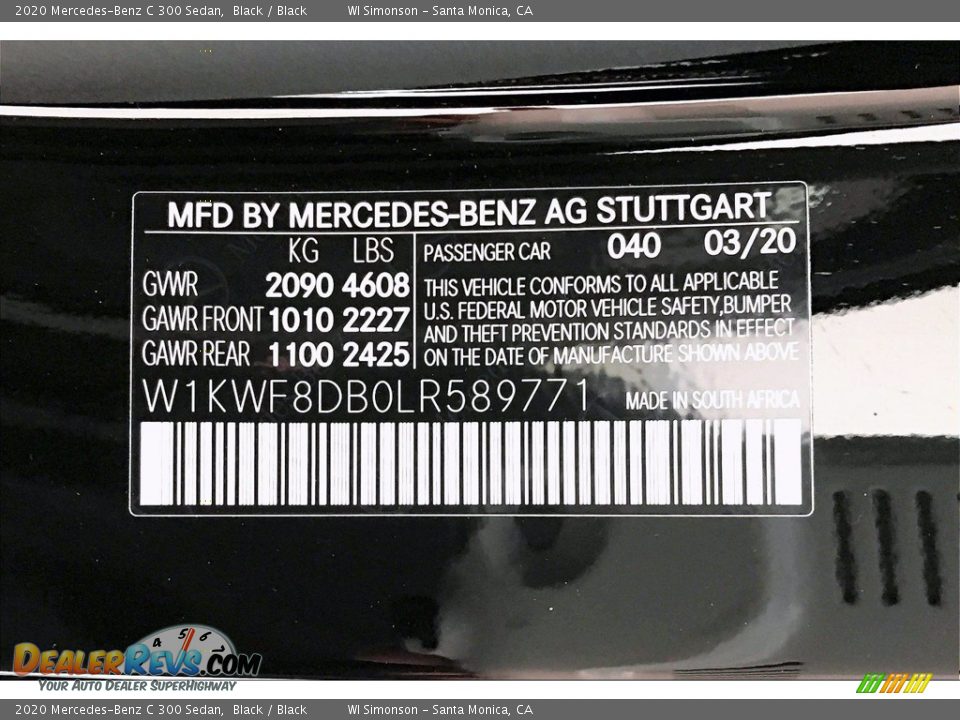 2020 Mercedes-Benz C 300 Sedan, Black / Black WI Simonson - Santa Monica, CA
MFD BY MERCEDES-BENZ AG STUTTGART
KG LBS PASSENGER CAR 040 03/20
GVWR 2090 4608
GAWR FRONT 1010 2227
GAWR REAR 1100 2425
THIS VEHICLE CONFORMS TO ALL APPLICABLE
U.S. FEDERAL MOTOR VEHICLE SAFETY, BUMPER
AND THEFT PREVENTION STANDARDS IN EFFECT
ON THE DATE OF MANUFACTURE SHOWN ABOVE
W1KWF8DB0LR589771 MADE IN SOUTH AFRICA
4 5 6
DEALERREVS.COM
YOUR AUTO DEALER SUPERHIGHWAY
2020 Mercedes-Benz C 300 Sedan, Black / Black WI Simonson - Santa Monica, CA